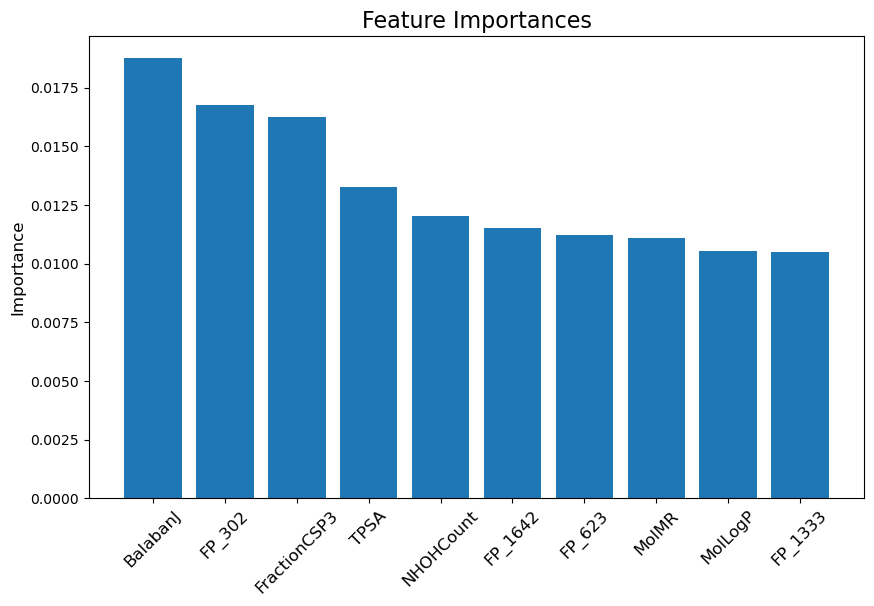 Feature Importances
Importance
0.0175
0.0150
0.0125
0.0100
0.0075
0.0050
0.0025
0.0000
BalabanJ
FP_302
FractionCSP3
TPSA
NHOHCount
FP_1642
FP_623
MolMR
MolLogP
FP_1333